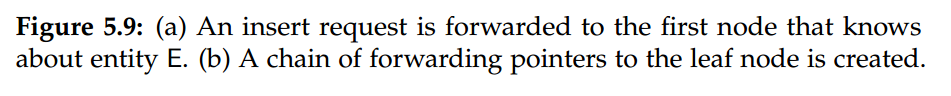 Figure 5.9: (a) An insert request is forwarded to the first node that knows
about entity E. (b) A chain of forwarding pointers to the leaf node is created.